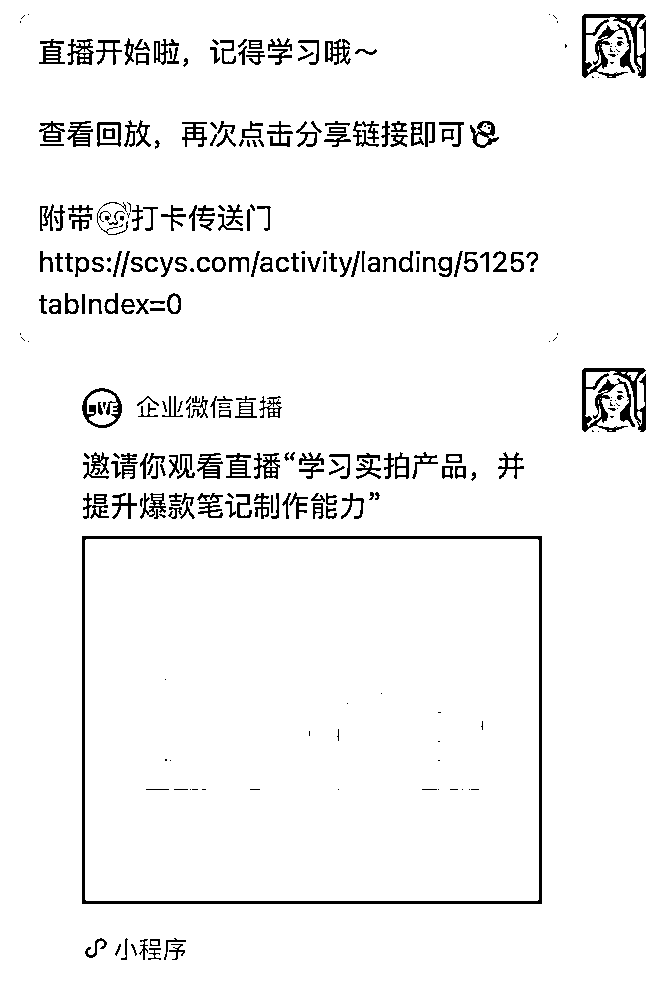 直播开始啦，记得学习哦～
查看回放，再次点击分享链接即可
附带打卡传送门
https://scys.com/activity/landing/5125?
tabIndex=0
LIVE 企业微信直播
邀请你观看直播“学习实拍产品，并
提升爆款笔记制作能力”
小程序